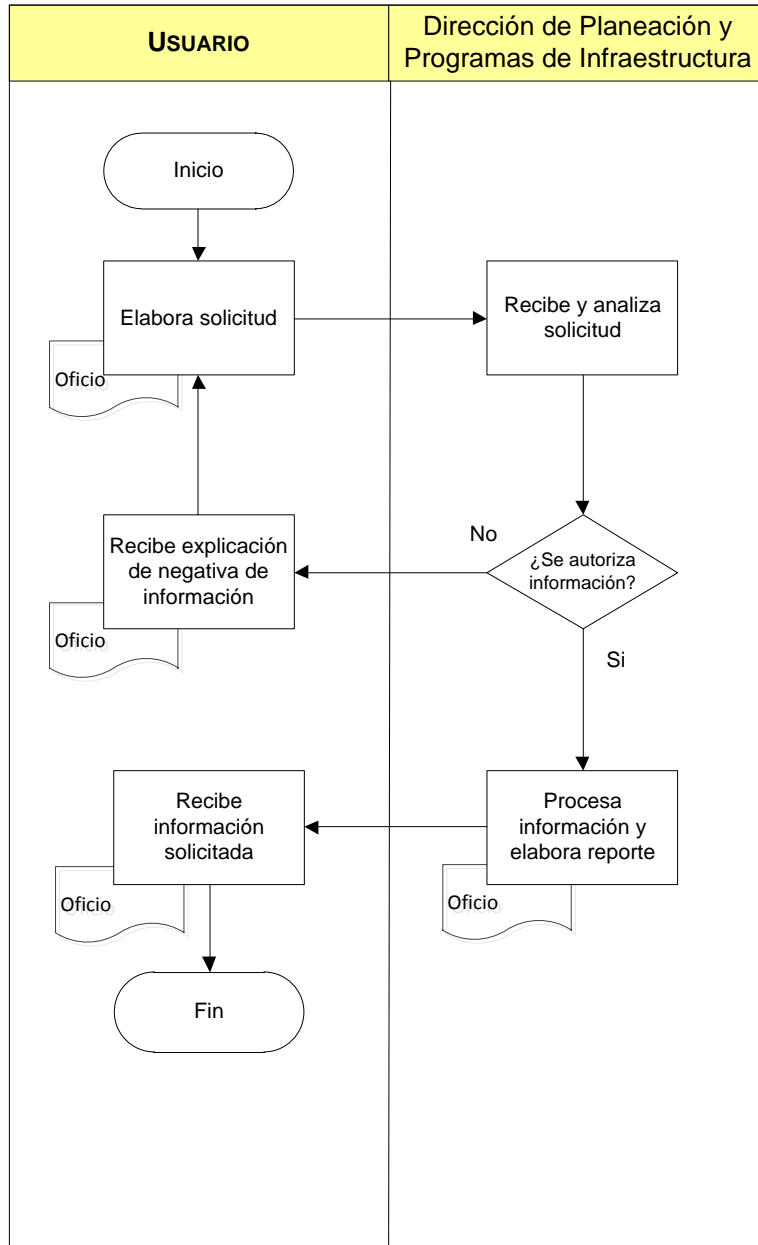 USUARIO
Dirección de Planeación y
Programas de Infraestructura
Inicio
Elabora solicitud
Oficio
Recibe y analiza
solicitud
¿Se autoriza
información?
No
Recibe explicación
de negativa de
información
Oficio
Si
Procesa
información y
elabora reporte
Oficio
Recibe
información
solicitada
Oficio
Fin